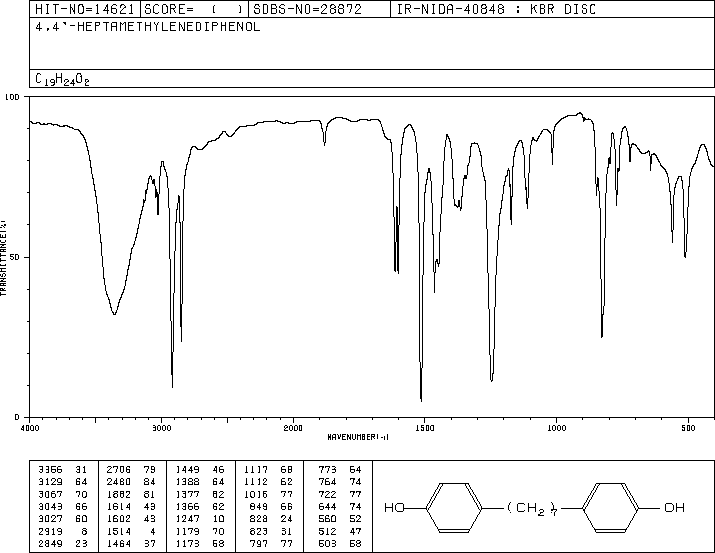 HIT-NO=14621 SCORE= ( ) SDBS-NO=28872 IR-NIDA-40848 : KBR DISC
4,4'-HEPTAMETHYLENEDIPHENOL
C19H24O2
100
TRANSMITTANCE(%)
50
0
4000 3000 2000 1500 1000 500
WAVENUMBER(-1)
3366 31 2706 79 1449 46 1117 68 773 64
3129 64 2480 84 1388 64 1112 62 764 74
3067 70 1882 81 1377 62 1016 77 722 77
3049 66 1614 43 1366 62 849 66 644 74
3027 60 1602 43 1247 10 828 24 560 52
2919 8 1514 4 1179 70 823 31 512 47
2849 23 1464 37 1173 58 797 77 503 68
HO (CH2)7 OH